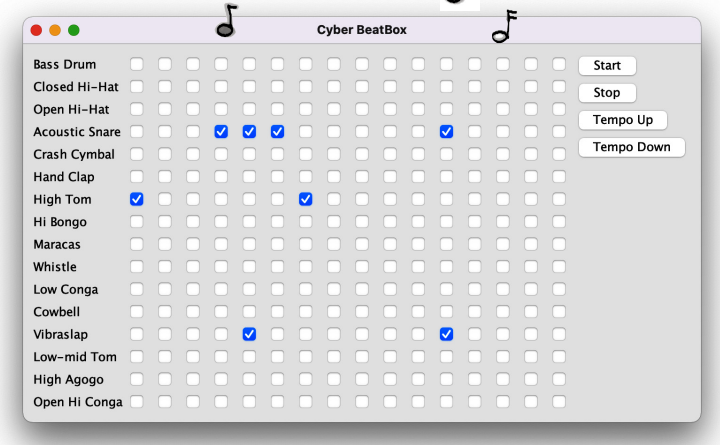 Cyber BeatBox
Bass Drum
Closed Hi-Hat
Open Hi-Hat
Acoustic Snare
Crash Cymbal
Hand Clap
High Tom
Hi Bongo
Maracas
Whistle
Low Conga
Cowbell
Vibraslap
Low-mid Tom
High Agogo
Open Hi Conga
Start
Stop
Tempo Up
Tempo Down